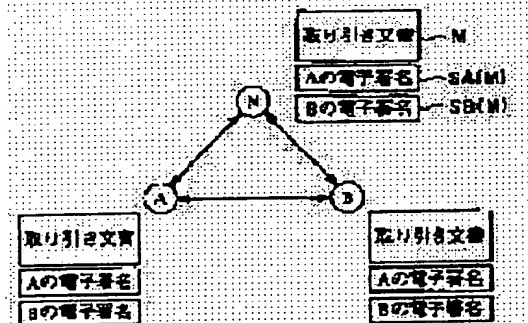 取り引き文書 M
Aの電子署名 SA(M)
Bの電子署名 SB(M)
N
A
B
取り引き文書
Aの電子署名
Bの電子署名
取り引き文書
Aの電子署名
Bの電子署名